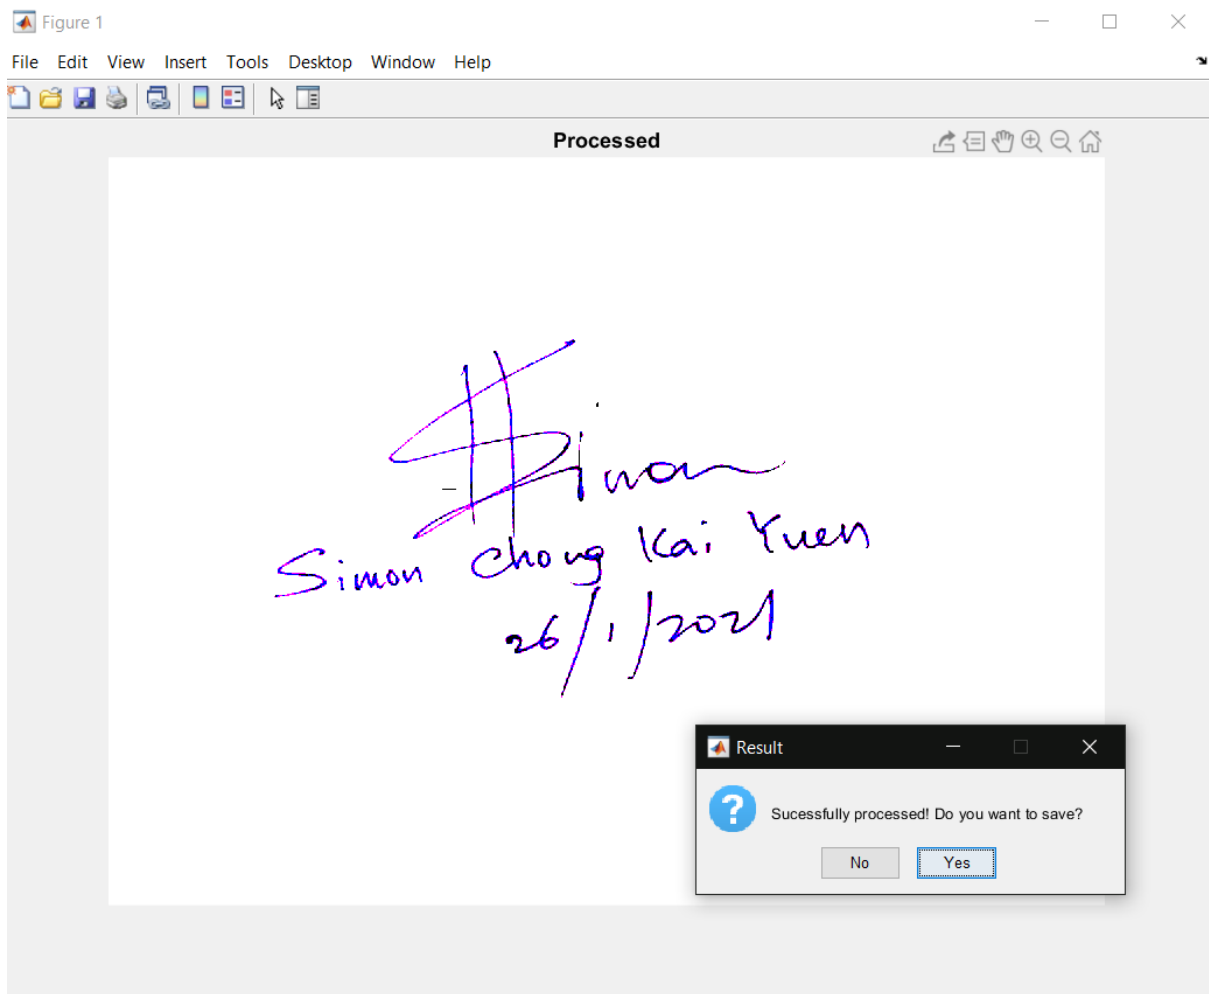 Figure 1
File Edit View Insert Tools Desktop Window Help
Processed
Simon
Simon Chong Kai Yuen
26/1/2021
Result
Sucessfully processed! Do you want to save?
No Yes